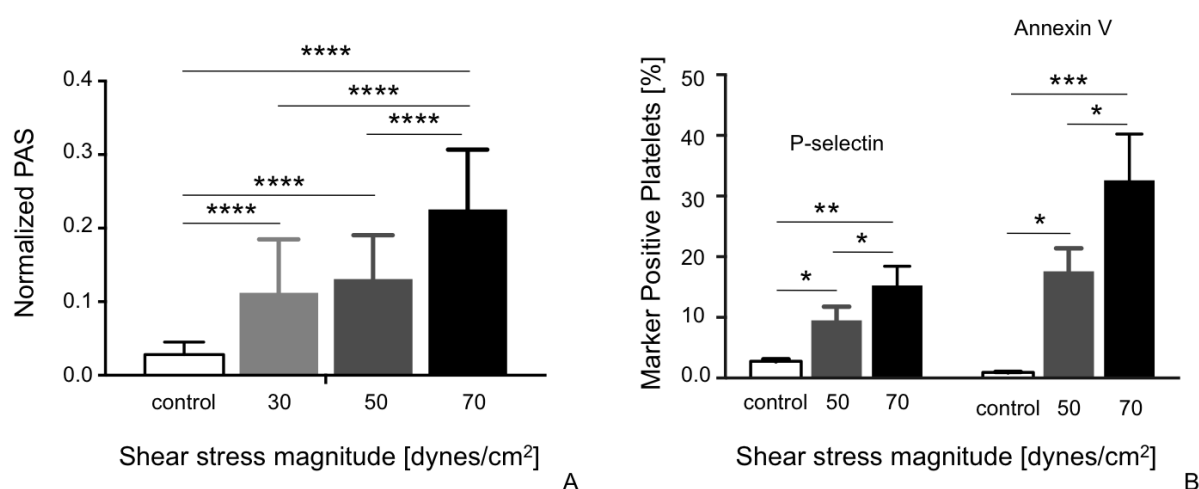 ****
****
****
****
****
Normalized PAS
0.4
0.3
0.2
0.1
0.0
control 30 50 70
Shear stress magnitude [dynes/cm²]
A
Annexin V
P-selectin
***
*
**
*
*
*
Marker Positive Platelets [%]
50
40
30
20
10
0.0
control 50 70 control 50 70
Shear stress magnitude [dynes/cm²]
B